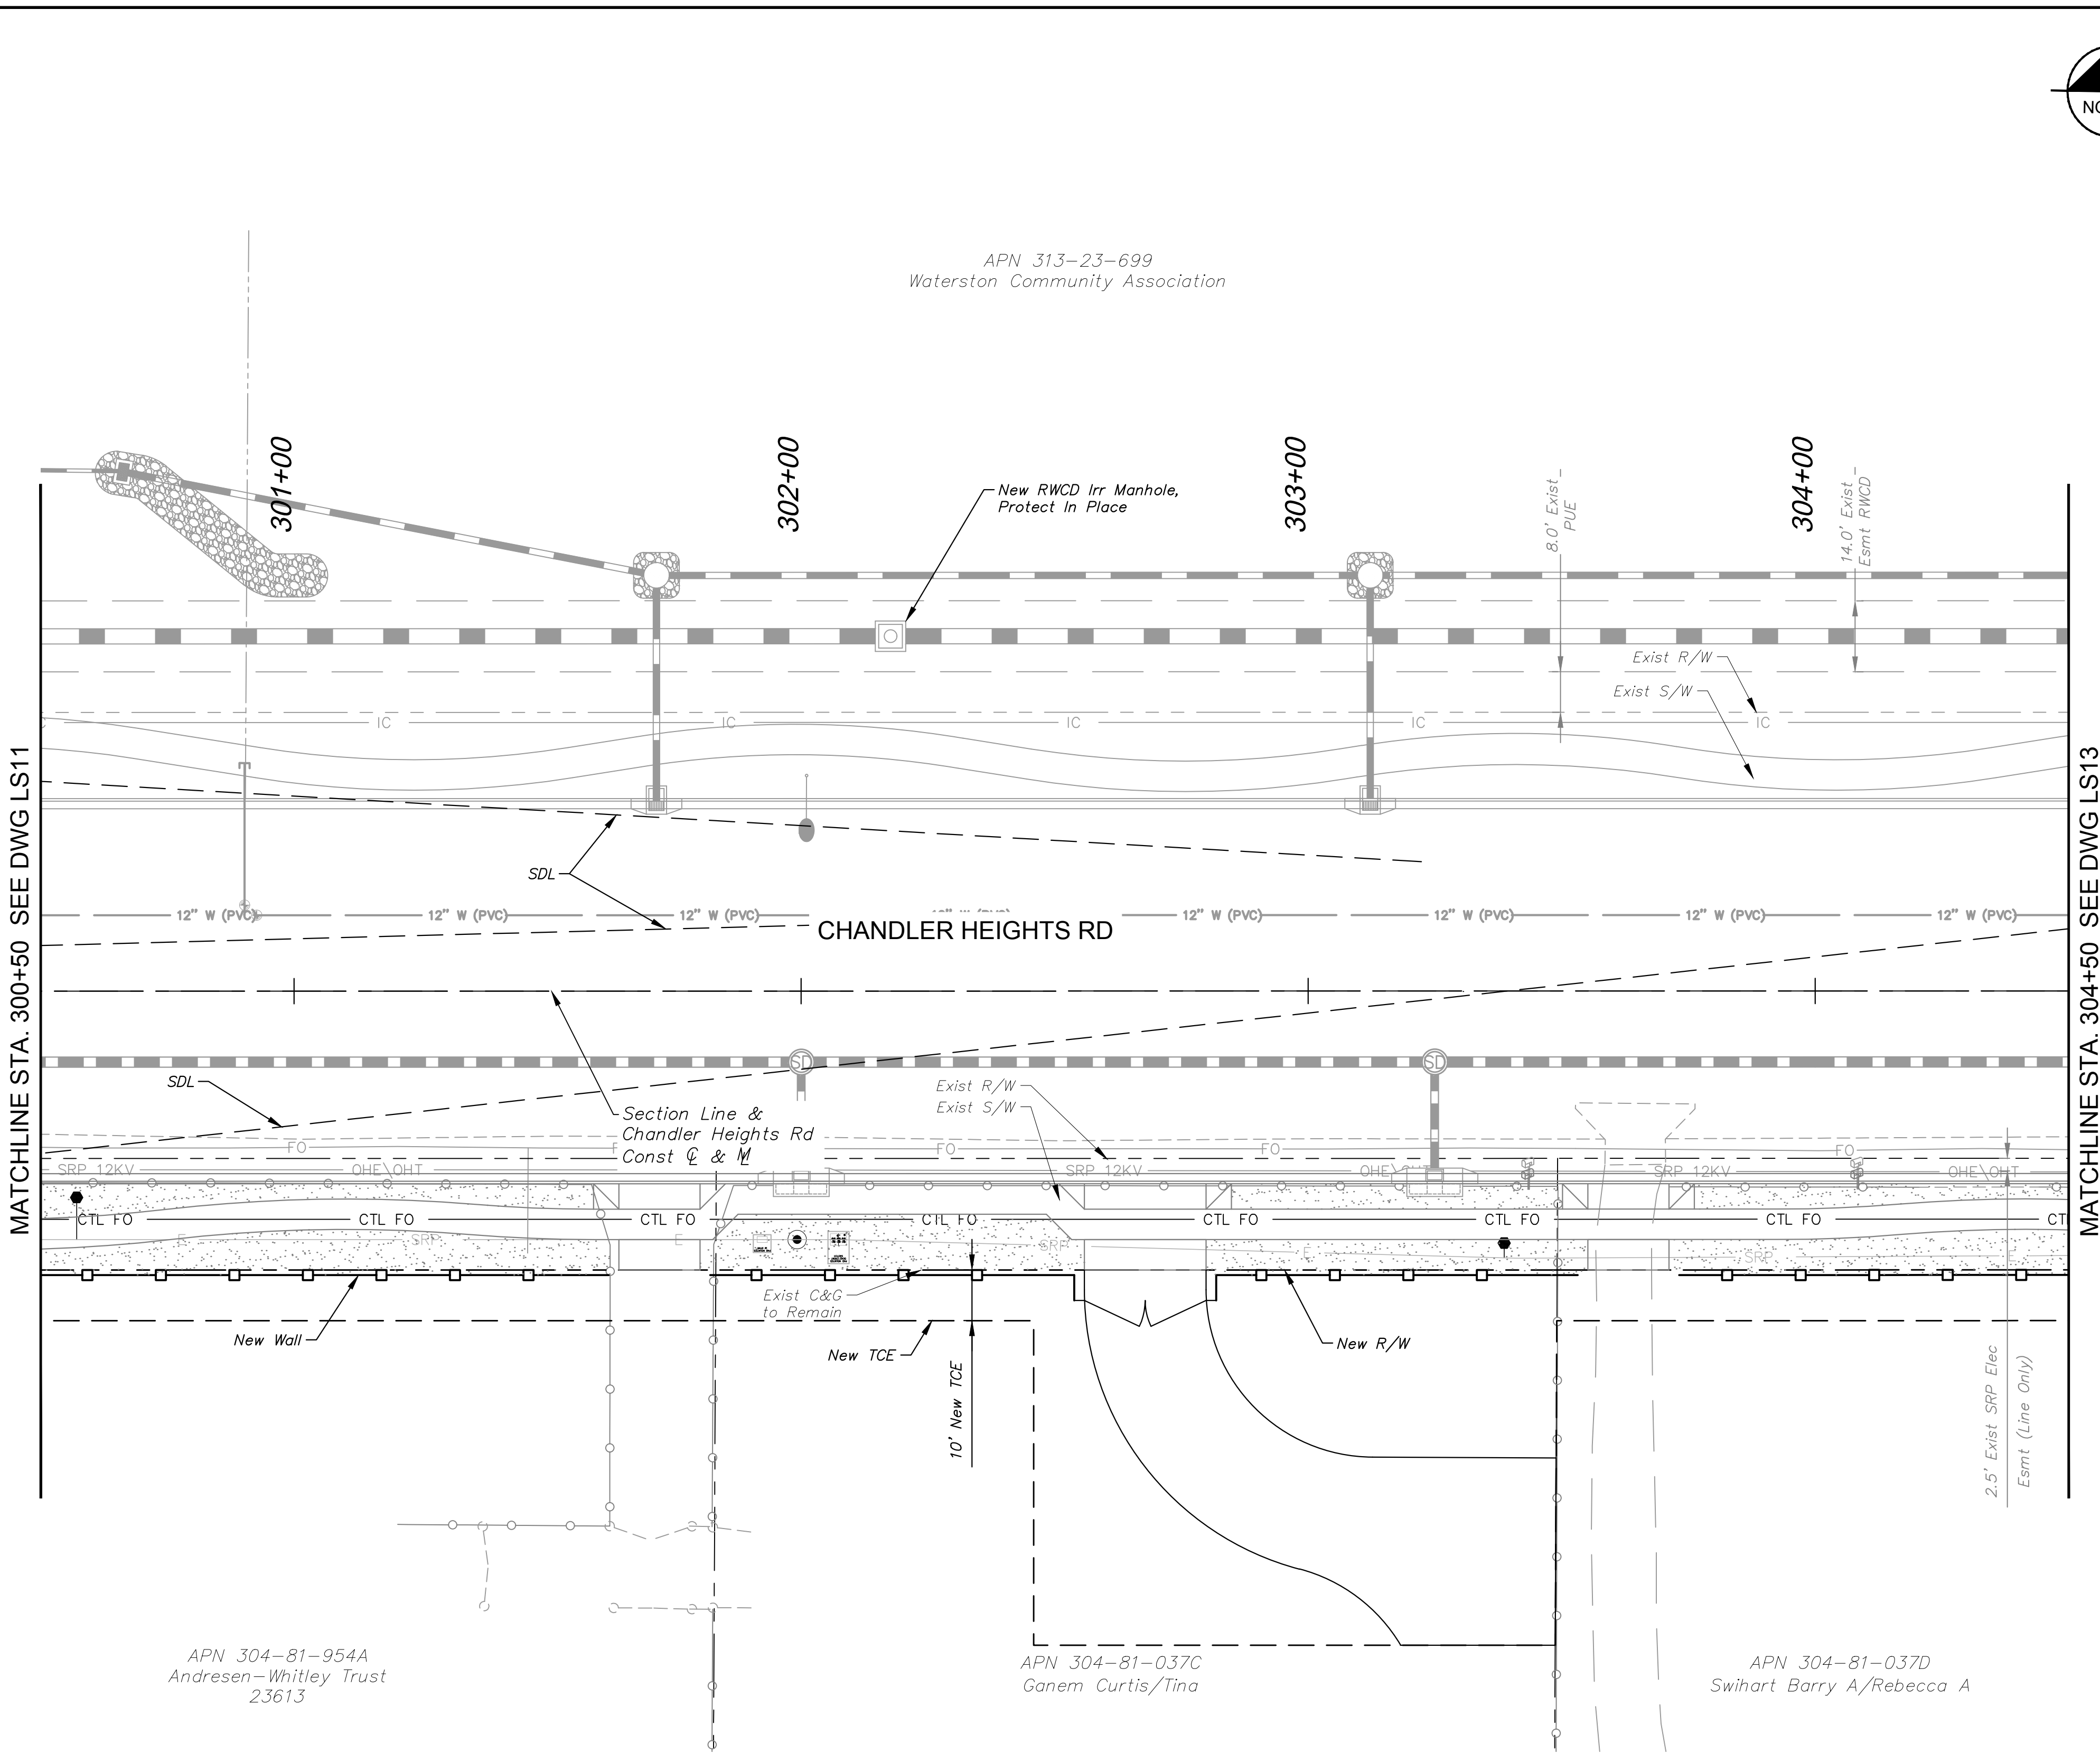 APN 313-23-699
Waterston Community Association
301+00
302+00
303+00
304+00
New RWCD Irr Manhole,
Protect In Place
8.0' Exist
PUE
14.0' Exist
Esmt RWCD
Exist R/W
Exist S/W
IC
IC
IC
IC
IC
MATCHLINE STA. 300+50 SEE DWG LS11
MATCHLINE STA. 304+50 SEE DWG LS13
SDL
12" W (PVC)
12" W (PVC)
12" W (PVC)
12" W (PVC)
12" W (PVC)
12" W (PVC)
12" W (PVC)
CHANDLER HEIGHTS RD
SD
SD
SDL
Exist R/W
Exist S/W
Section Line &
Chandler Heights Rd
Const ℄ & ML
FO
FO
FO
FO
SRP 12KV
OHE\OHT
SRP 12KV
OHE\OHT
SRP 12KV
OHE\OHT
CTL FO
CTL FO
CTL FO
CTL FO
CTL FO
CTL FO
CTL FO
E
SRP
E
SRP
E
SRP
E
Exist C&G
to Remain
New Wall
New TCE
10' New TCE
New R/W
2.5' Exist SRP Elec
Esmt (Line Only)
APN 304-81-954A
Andresen-Whitley Trust
23613
APN 304-81-037C
Ganem Curtis/Tina
APN 304-81-037D
Swihart Barry A/Rebecca A